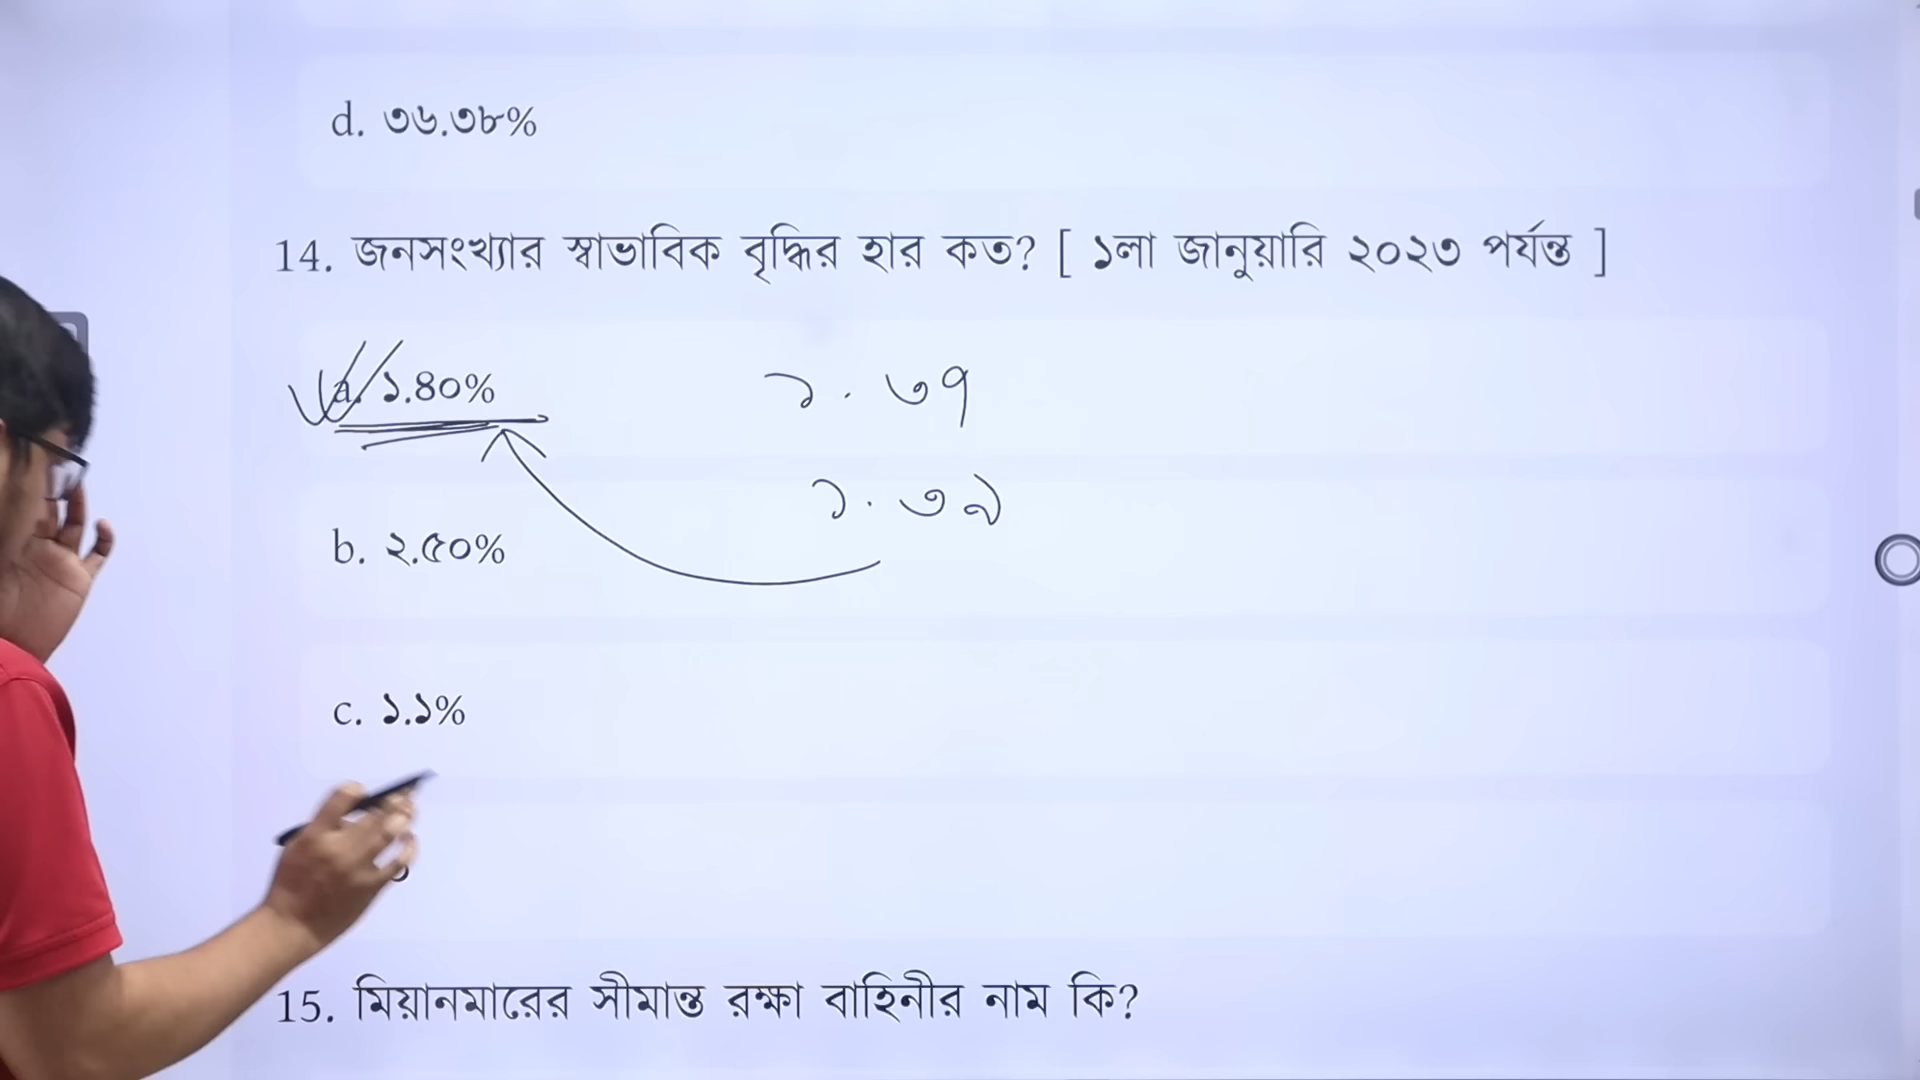 d. ৩৬.৩৮%
14. জনসংখ্যার স্বাভাবিক বৃদ্ধির হার কত? [ ১লা জানুয়ারি ২০২৩ পর্যন্ত ]
a. ১.৪০% ১.৩৭
১.৩৯
b. ২.৫০%
c. ১.১%
15. মিয়ানমারের সীমান্ত রক্ষা বাহিনীর নাম কি?